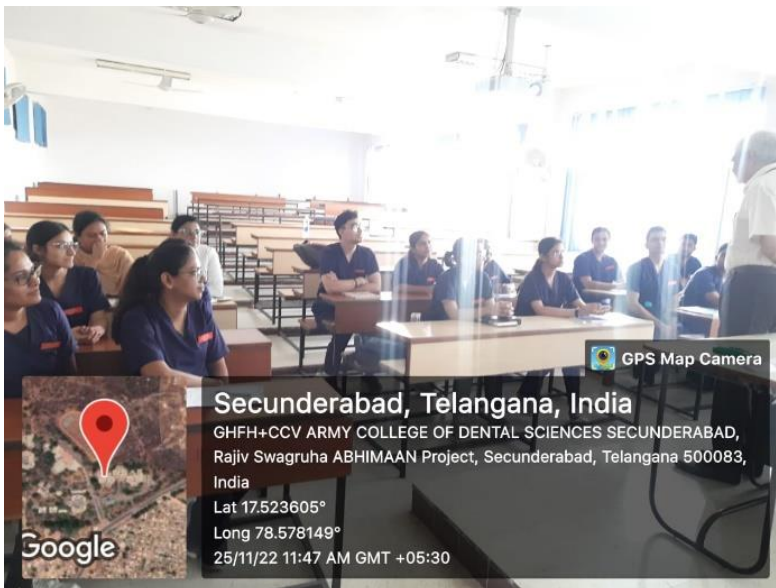 GPS Map Camera
Secunderabad, Telangana, India
GHFH+CCV ARMY COLLEGE OF DENTAL SCIENCES SECUNDERABAD,
Rajiv Swagruha ABHIMAAN Project, Secunderabad, Telangana 500083,
India
Lat 17.523605°
Long 78.578149°
25/11/22 11:47 AM GMT +05:30
Google